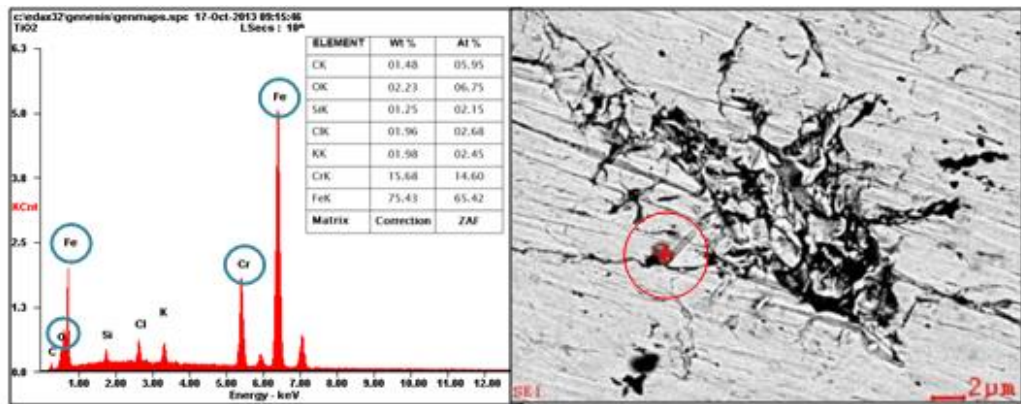 c:\edax32\genesis\genmaps.spc 17-Oct-2013 09:15:46
TiO2 LSecs : 10
6.3
5.0
3.8
KCnt
2.5
1.3
0.0
Fe
Fe
Cr
O
C
Si
Cl
K
1.00 2.00 3.00 4.00 5.00 6.00 7.00 8.00 9.00 10.00 11.00 12.00
Energy - keV
ELEMENT Wt % At %
CK 01.48 05.95
OK 02.23 06.75
SiK 01.25 02.15
ClK 01.96 02.68
KK 01.98 02.45
CrK 15.68 14.60
FeK 75.43 65.42
Matrix Correction ZAF
SEI
2μm